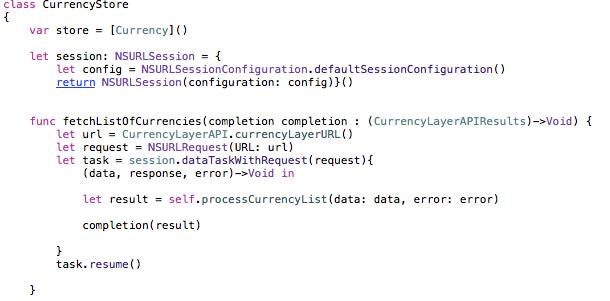 class CurrencyStore
{
    var store = [Currency]()

    let session: NSURLSession = {
        let config = NSURLSessionConfiguration.defaultSessionConfiguration()
        return NSURLSession(configuration: config)}()


    func fetchListOfCurrencies(completion completion : (CurrencyLayerAPIResults)->Void) {
        let url = CurrencyLayerAPI.currencyLayerURL()
        let request = NSURLRequest(URL: url)
        let task = session.dataTaskWithRequest(request){
            (data, response, error)->Void in

            let result = self.processCurrencyList(data: data, error: error)

            completion(result)

        }
        task.resume()

    }